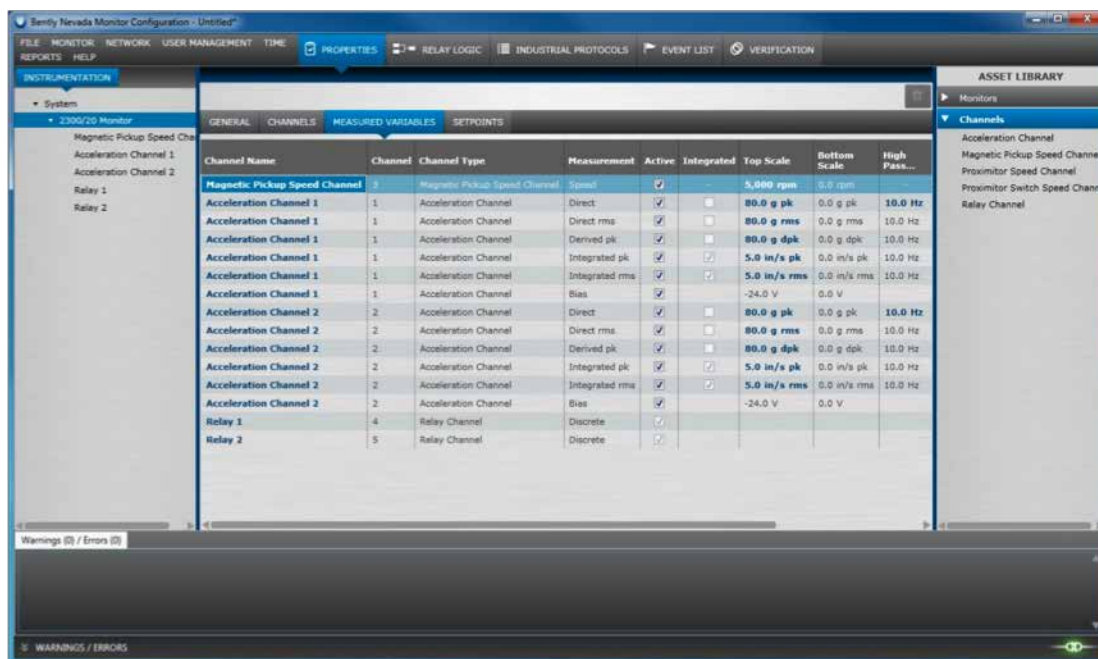 Bently Nevada Monitor Configuration - Untitled*
FILE MONITOR NETWORK USER MANAGEMENT TIME
REPORTS HELP
PROPERTIES RELAY LOGIC INDUSTRIAL PROTOCOLS EVENT LIST VERIFICATION
INSTRUMENTATION
System
2300/20 Monitor
Magnetic Pickup Speed Cha
Acceleration Channel 1
Acceleration Channel 2
Relay 1
Relay 2
GENERAL CHANNELS MEASURED VARIABLES SETPOINTS
Channel Name Channel Channel Type Measurement Active Integrated Top Scale Bottom Scale High Pass...
Magnetic Pickup Speed Channel 3 Magnetic Pickup Speed Channel Speed - 5,000 rpm 0.0 rpm -
Acceleration Channel 1 1 Acceleration Channel Direct 80.0 g pk 0.0 g pk 10.0 Hz
Acceleration Channel 1 1 Acceleration Channel Direct rms 80.0 g rms 0.0 g rms 10.0 Hz
Acceleration Channel 1 1 Acceleration Channel Derived pk 80.0 g dpk 0.0 g dpk 10.0 Hz
Acceleration Channel 1 1 Acceleration Channel Integrated pk 5.0 in/s pk 0.0 in/s pk 10.0 Hz
Acceleration Channel 1 1 Acceleration Channel Integrated rms 5.0 in/s rms 0.0 in/s rms 10.0 Hz
Acceleration Channel 1 1 Acceleration Channel Bias -24.0 V 0.0 V
Acceleration Channel 2 2 Acceleration Channel Direct 80.0 g pk 0.0 g pk 10.0 Hz
Acceleration Channel 2 2 Acceleration Channel Direct rms 80.0 g rms 0.0 g rms 10.0 Hz
Acceleration Channel 2 2 Acceleration Channel Derived pk 80.0 g dpk 0.0 g dpk 10.0 Hz
Acceleration Channel 2 2 Acceleration Channel Integrated pk 5.0 in/s pk 0.0 in/s pk 10.0 Hz
Acceleration Channel 2 2 Acceleration Channel Integrated rms 5.0 in/s rms 0.0 in/s rms 10.0 Hz
Acceleration Channel 2 2 Acceleration Channel Bias -24.0 V 0.0 V
Relay 1 4 Relay Channel Discrete
Relay 2 5 Relay Channel Discrete
ASSET LIBRARY
Monitors
Channels
Acceleration Channel
Magnetic Pickup Speed Channe
Proximitor Speed Channel
Proximitor Switch Speed Chann
Relay Channel
Warnings (0) / Errors (0)
WARNINGS / ERRORS